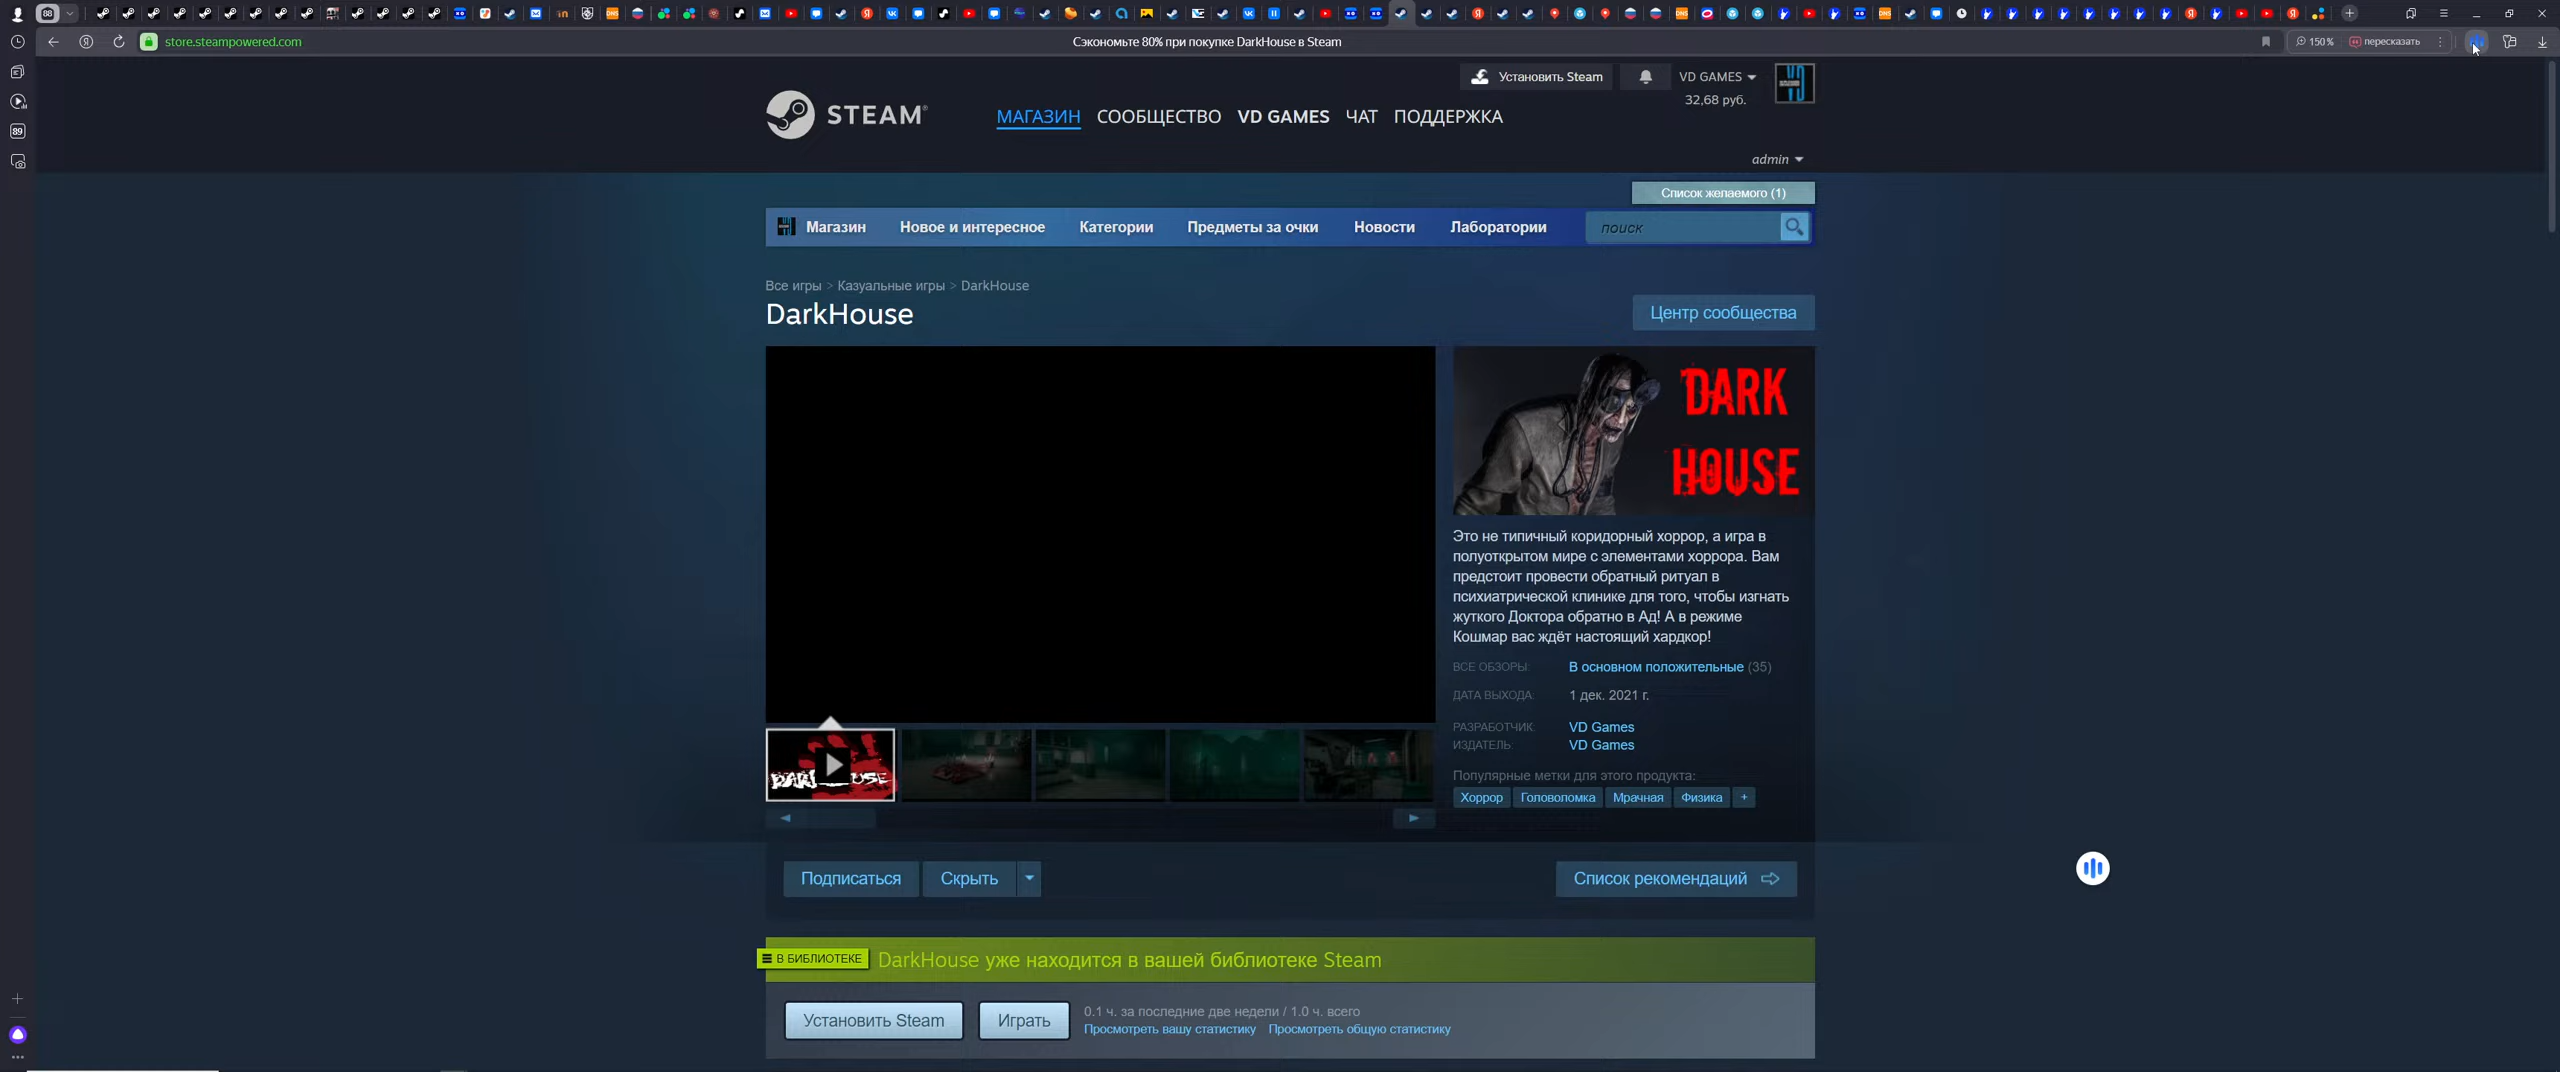 88
store.steampowered.com
Сэкономьте 80% при покупке DarkHouse в Steam
150 %
пересказать
89
Установить Steam
VD GAMES
32,68 руб.
STEAM
МАГАЗИН СООБЩЕСТВО VD GAMES ЧАТ ПОДДЕРЖКА
admin
Список желаемого (1)
Магазин Новое и интересное Категории Предметы за очки Новости Лаборатории поиск
Все игры > Казуальные игры > DarkHouse
DarkHouse
Центр сообщества
DARK
HOUSE
Это не типичный коридорный хоррор, а игра в
полуоткрытом мире с элементами хоррора. Вам
предстоит провести обратный ритуал в
психиатрической клинике для того, чтобы изгнать
жуткого Доктора обратно в Ад! А в режиме
Кошмар вас ждёт настоящий хардкор!
ВСЕ ОБЗОРЫ: В основном положительные (35)
ДАТА ВЫХОДА: 1 дек. 2021 г.
РАЗРАБОТЧИК: VD Games
ИЗДАТЕЛЬ: VD Games
Популярные метки для этого продукта:
Хоррор Головоломка Мрачная Физика +
Подписаться Скрыть
Список рекомендаций
В БИБЛИОТЕКЕ DarkHouse уже находится в вашей библиотеке Steam
Установить Steam Играть
0.1 ч. за последние две недели / 1.0 ч. всего
Просмотреть вашу статистику Просмотреть общую статистику